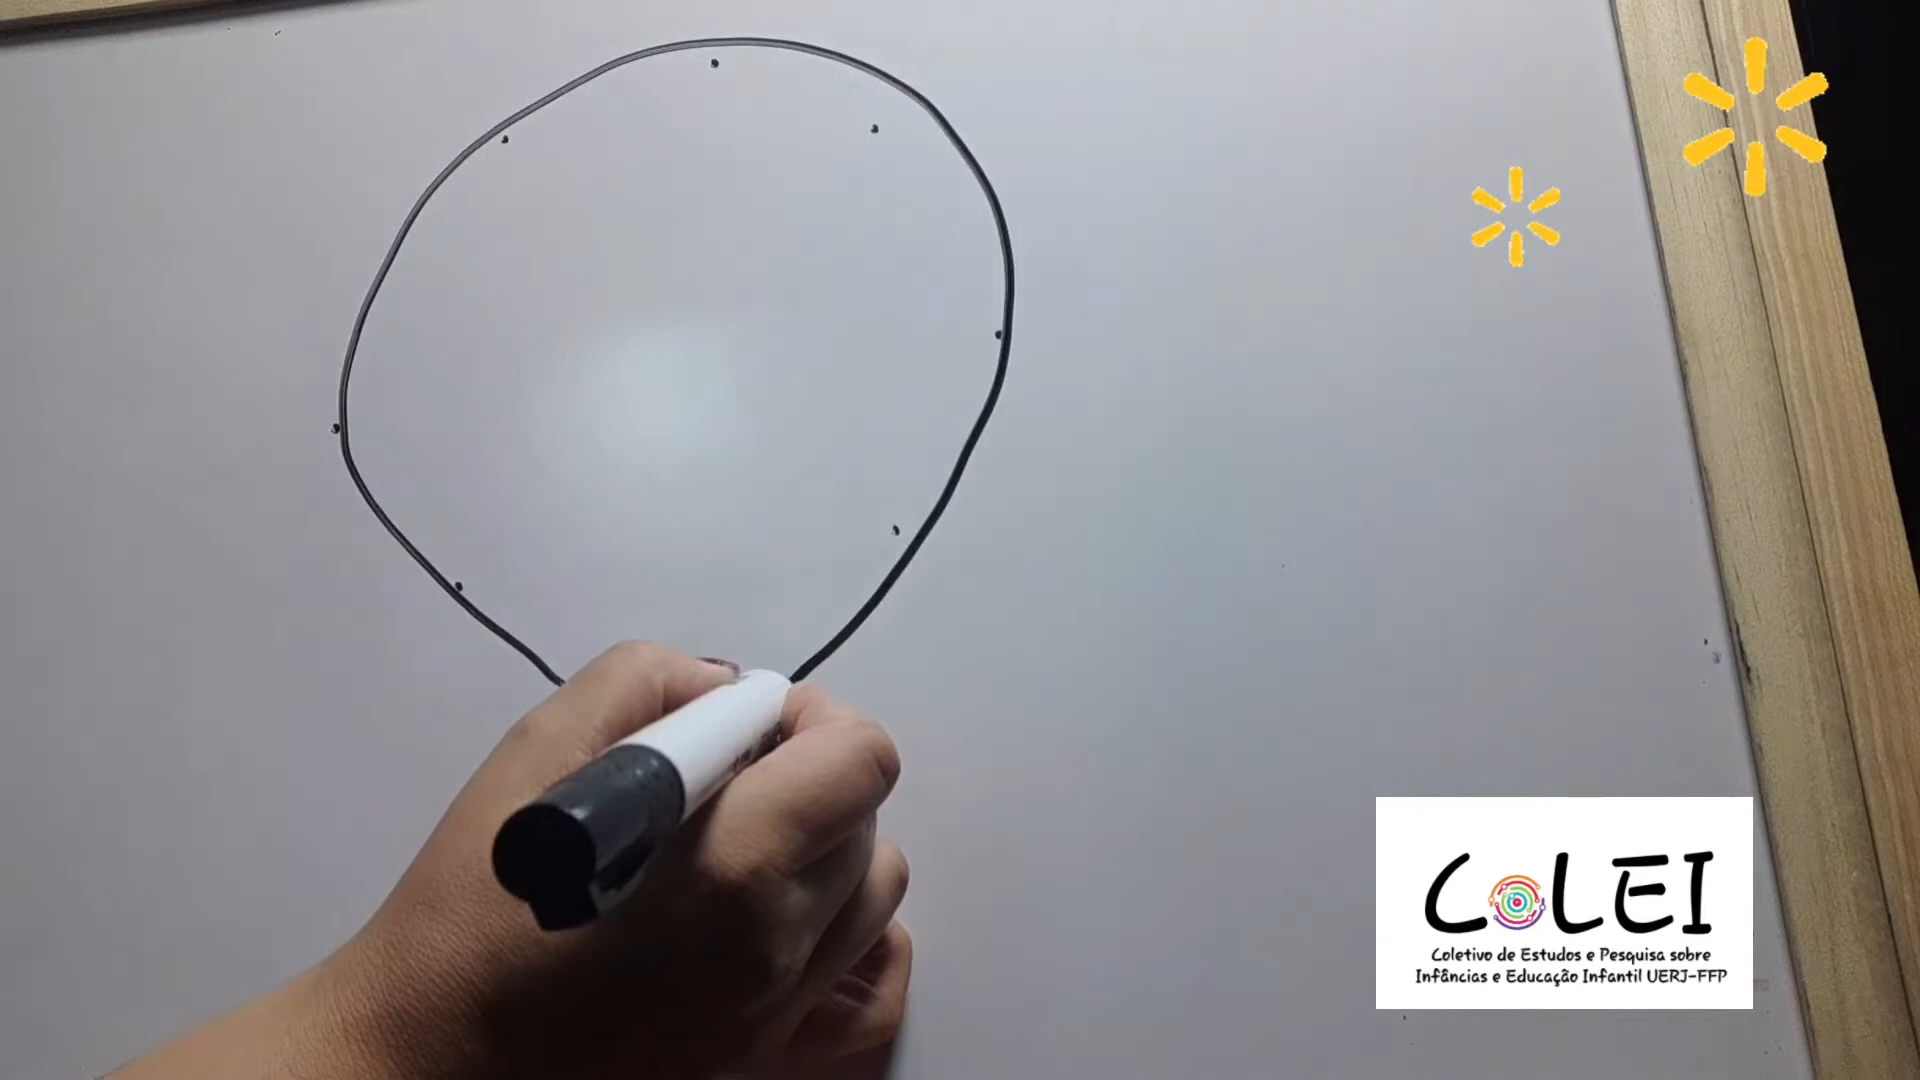 COLEI
Coletivo de Estudos e Pesquisa sobre
Infâncias e Educação Infantil UERJ-FFP